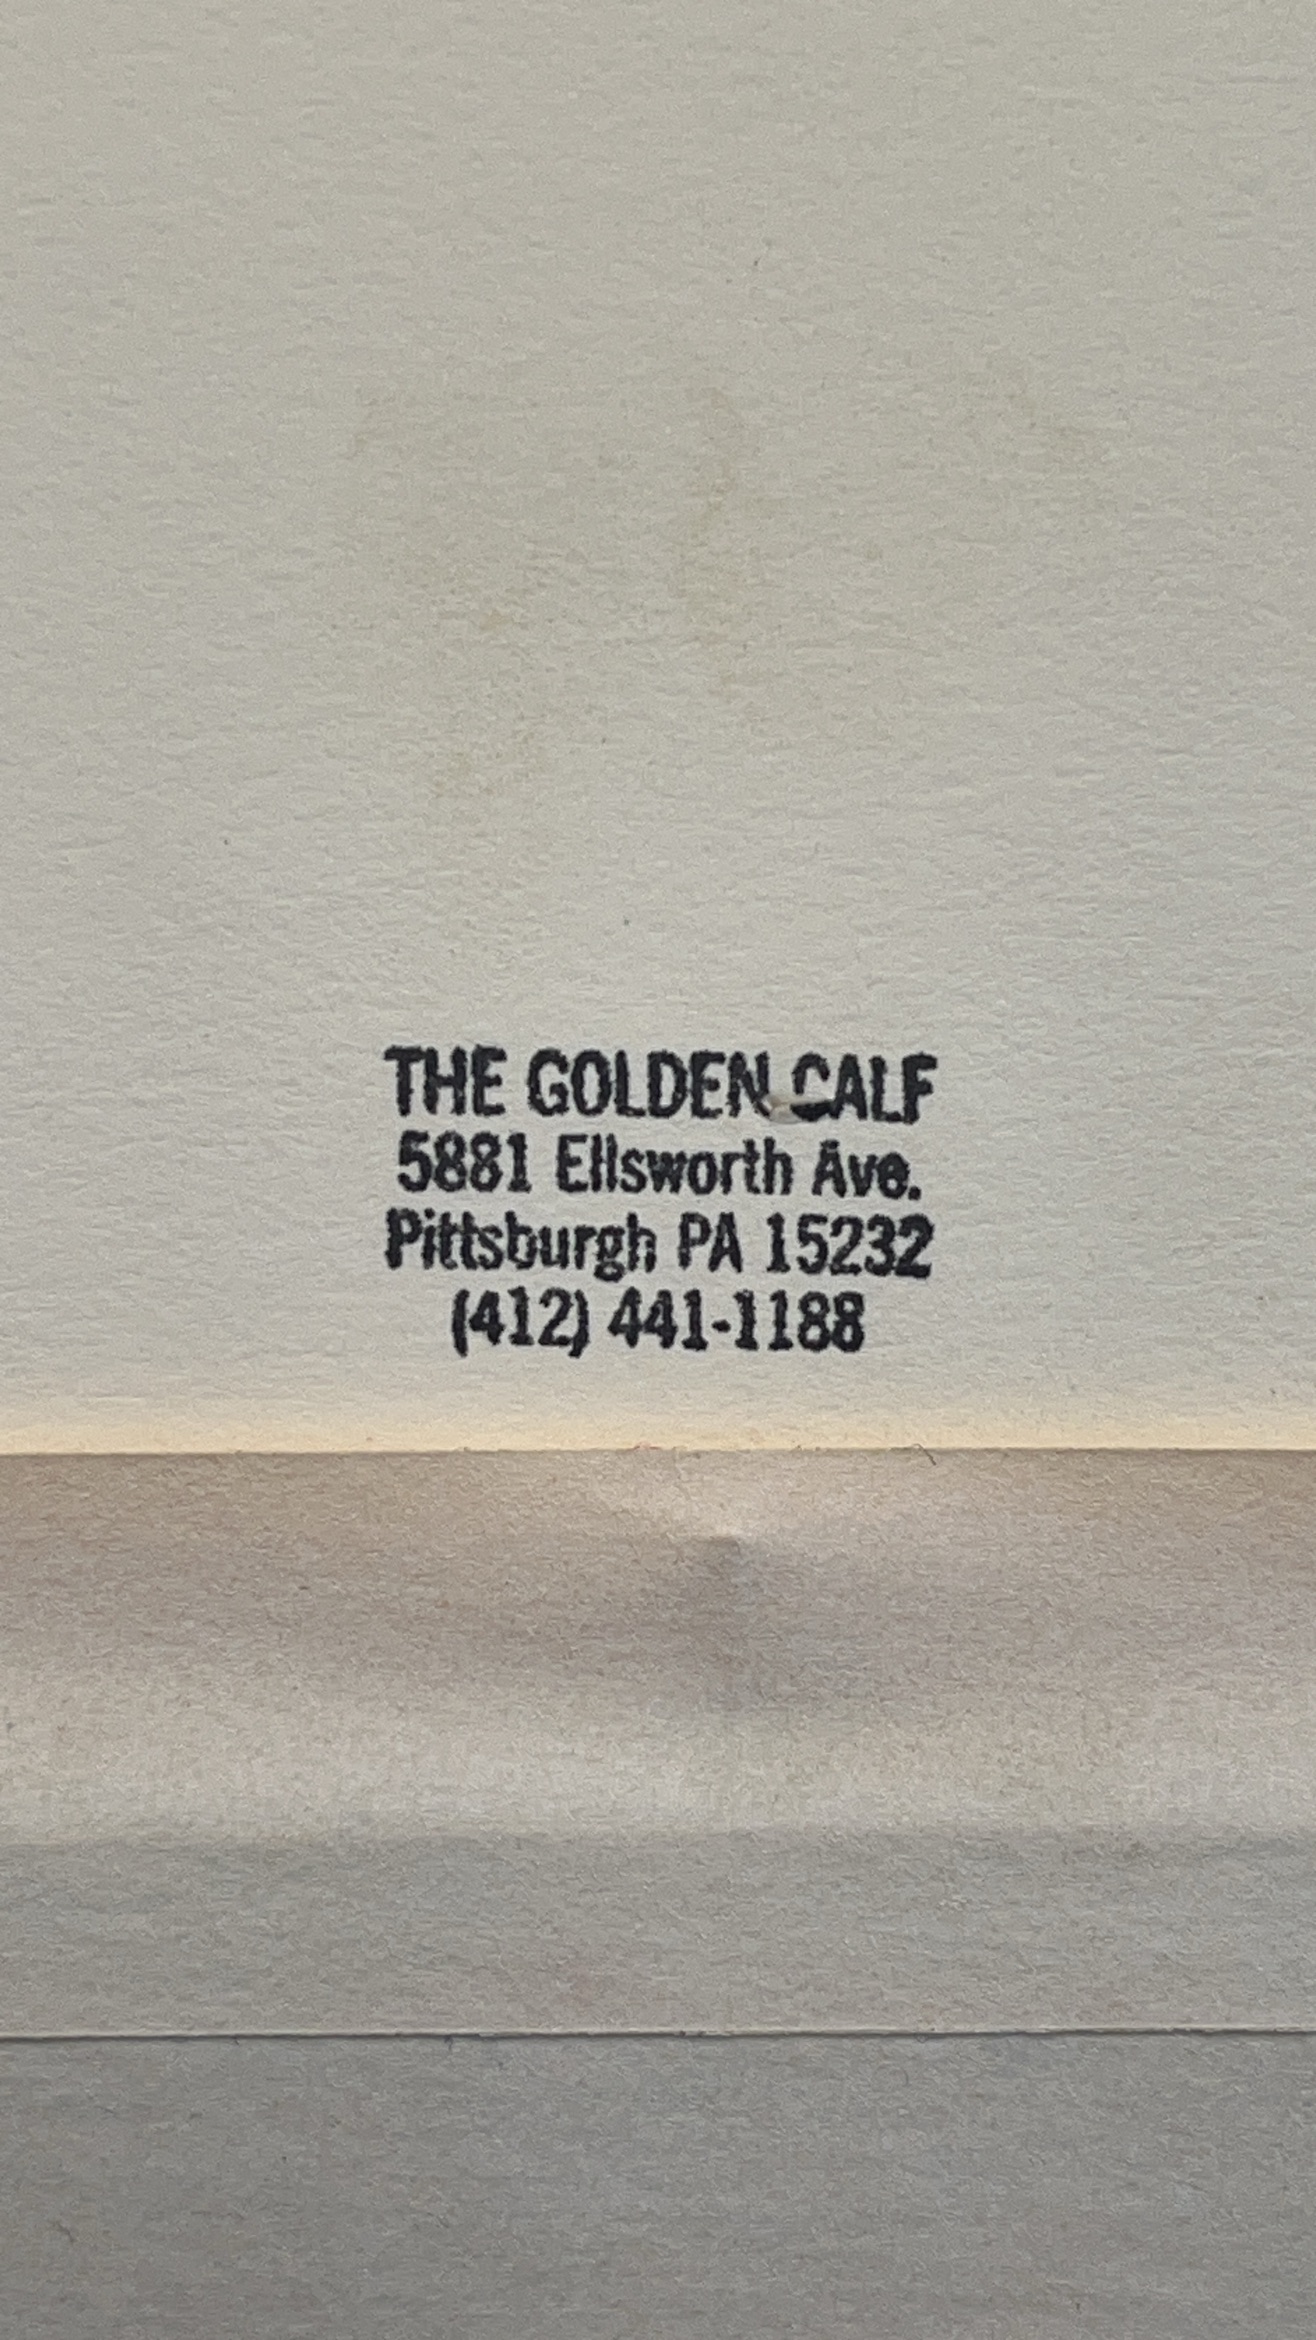 THE GOLDEN CALF
5881 Ellsworth Ave.
Pittsburgh PA 15232
(412) 441-1188